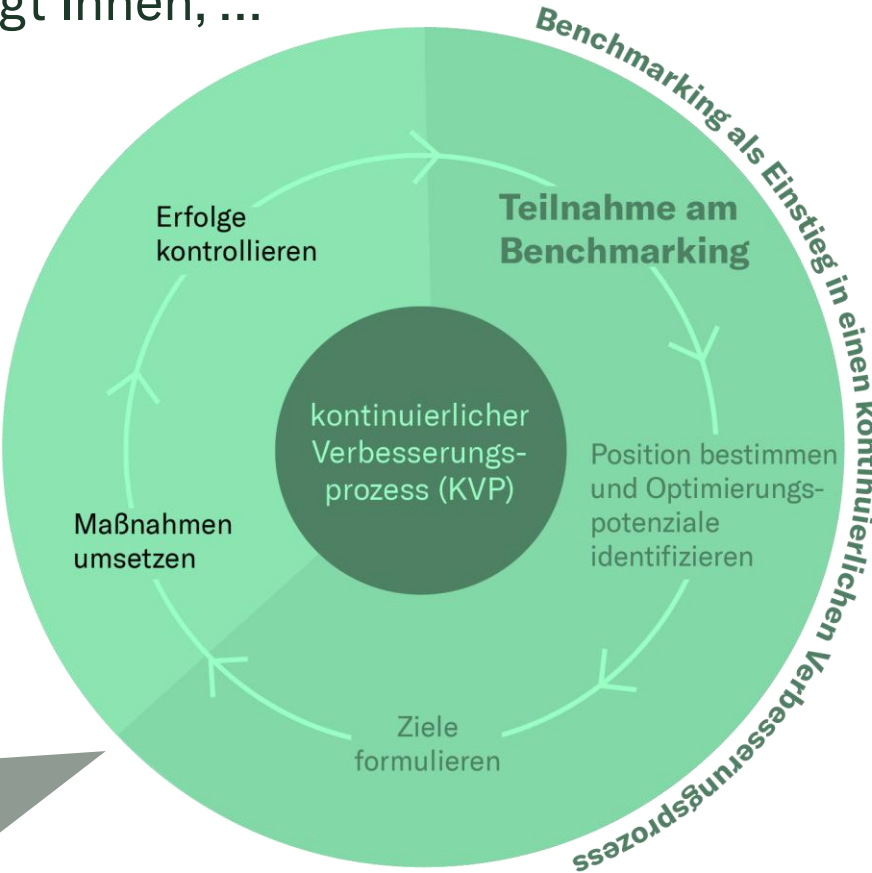 Ihnen, ...
Benchmarking als Einstieg in einen kontinuierlichen Verbesserungsprozess
Teilnahme am
Benchmarking
Position bestimmen
und Optimierungs-
potenziale
identifizieren
Ziele
formulieren
Maßnahmen
umsetzen
Erfolge
kontrollieren
kontinuierlicher
Verbesserungs-
prozess (KVP)